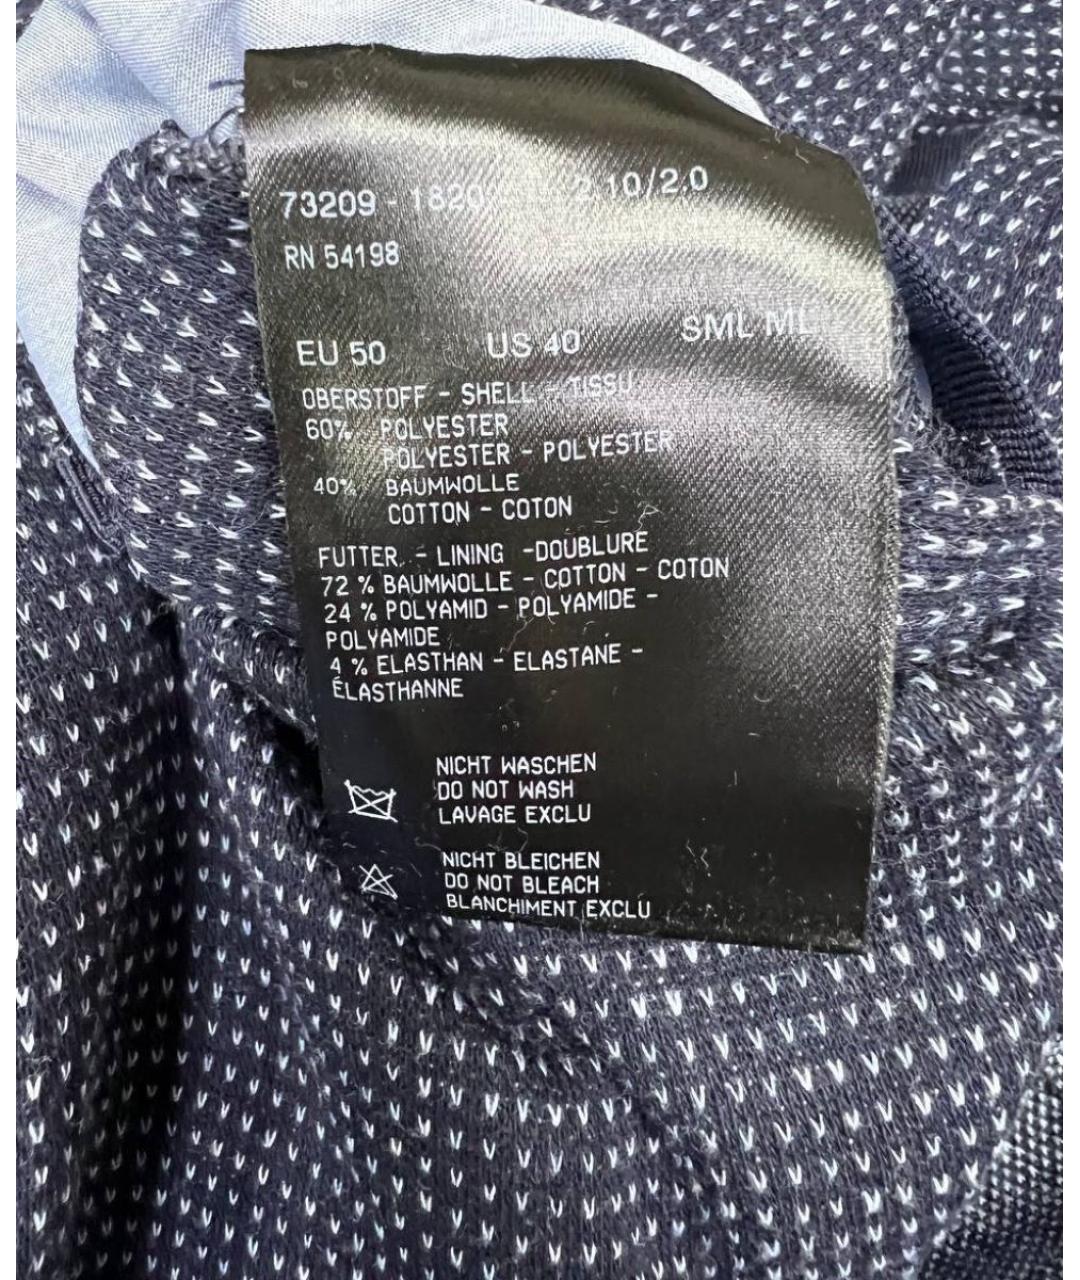 73209 - 1820 2.10/2.0
RN 54198
EU 50 US 40 SML ML
OBERSTOFF - SHELL - TISSU
60% POLYESTER
POLYESTER - POLYESTER
40% BAUMWOLLE
COTTON - COTON
FUTTER - LINING -DOUBLURE
72 % BAUMWOLLE - COTTON - COTON
24 % POLYAMID - POLYAMIDE -
POLYAMIDE
4 % ELASTHAN - ELASTANE -
ÉLASTHANNE
NICHT WASCHEN
DO NOT WASH
LAVAGE EXCLU
NICHT BLEICHEN
DO NOT BLEACH
BLANCHIMENT EXCLU